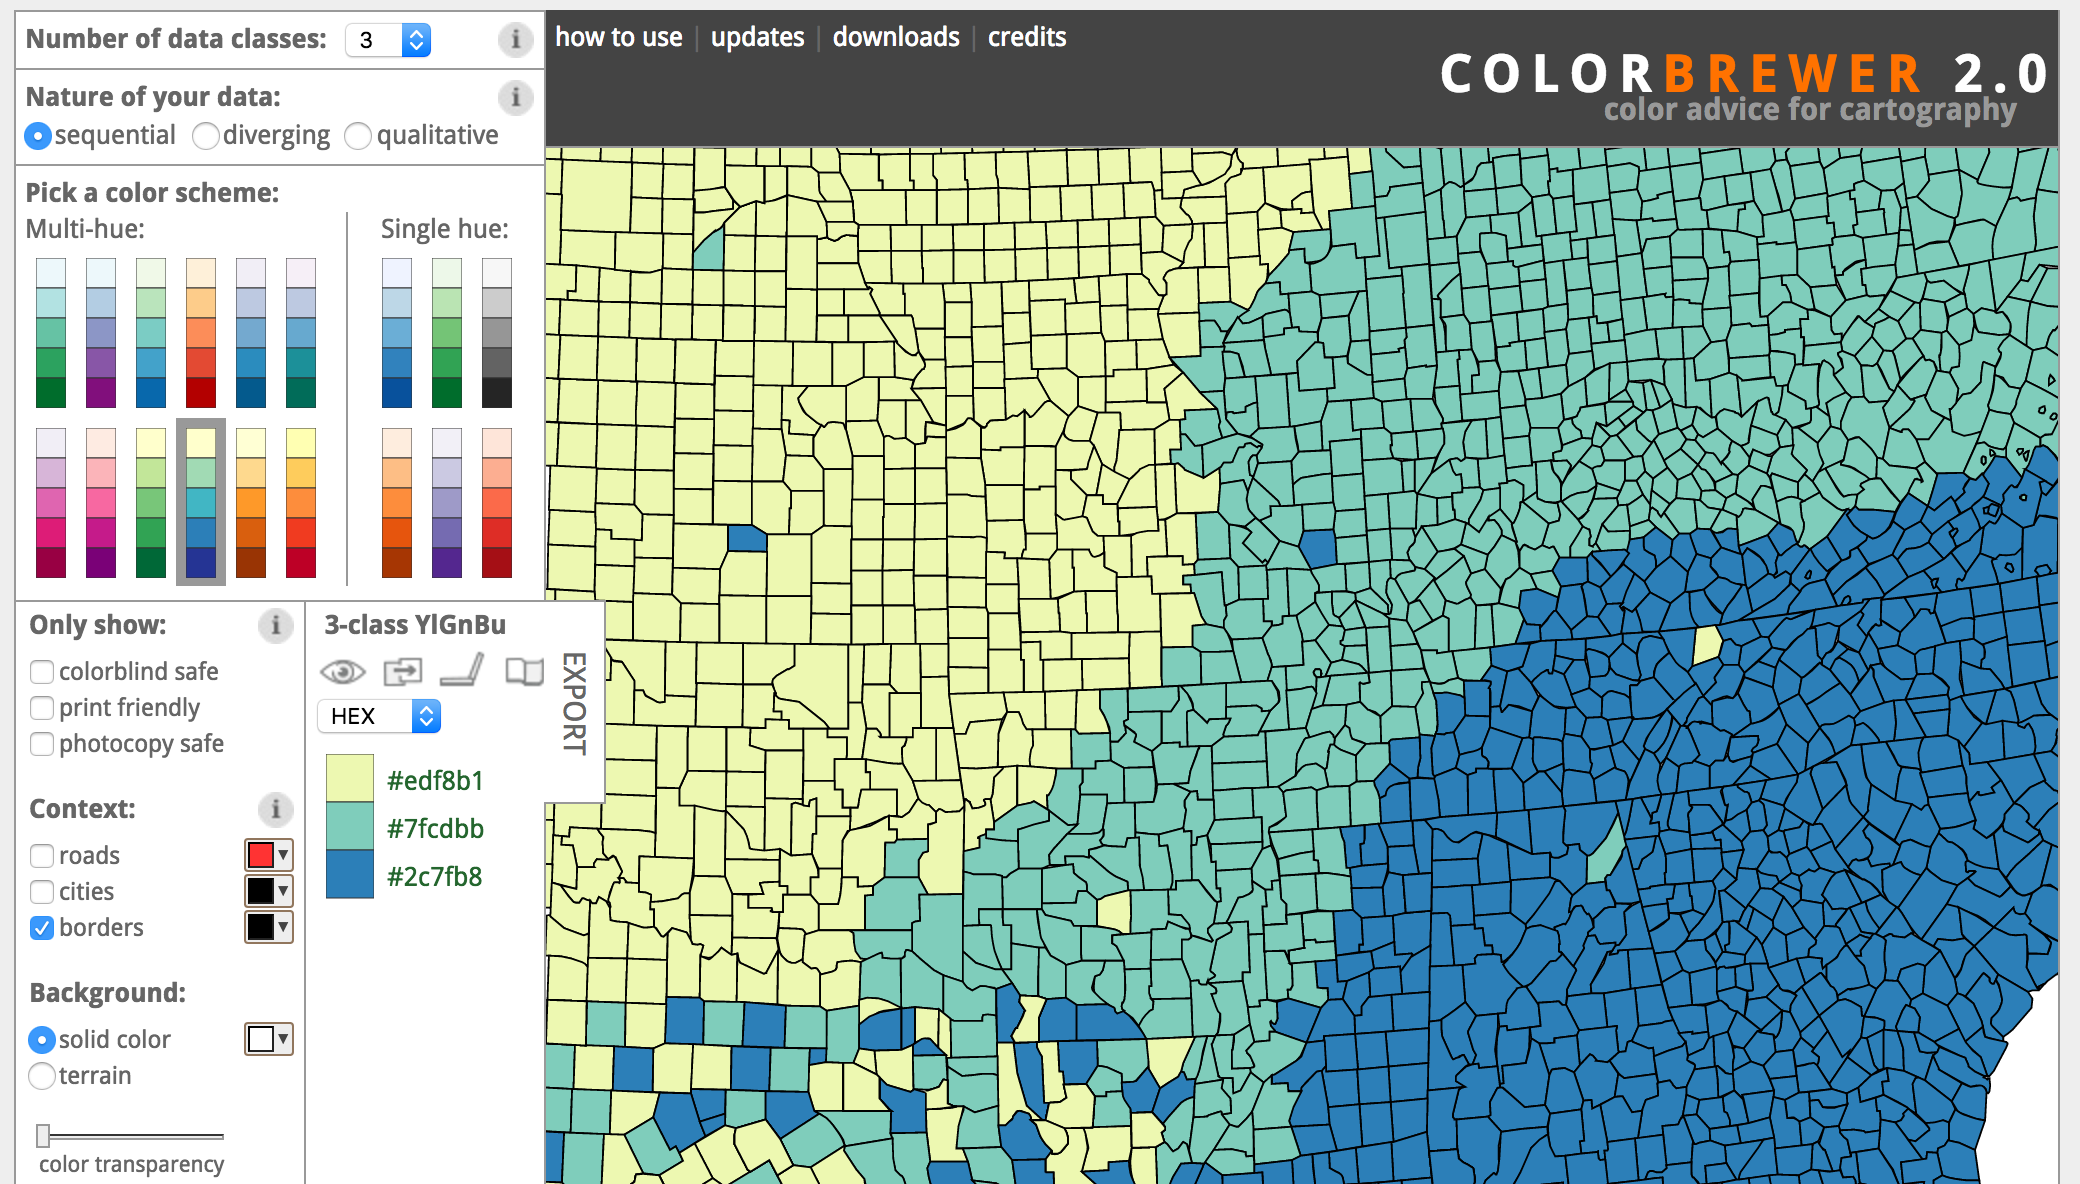 Number of data classes: 3 i
how to use | updates | downloads | credits
COLORBREWER 2.0
color advice for cartography
Nature of your data: i
sequential diverging qualitative
Pick a color scheme:
Multi-hue: Single hue:
Only show: i
colorblind safe
print friendly
photocopy safe
Context: i
roads
cities
borders
Background:
solid color
terrain
color transparency
3-class YlGnBu
EXPORT
HEX
#edf8b1
#7fcdbb
#2c7fb8